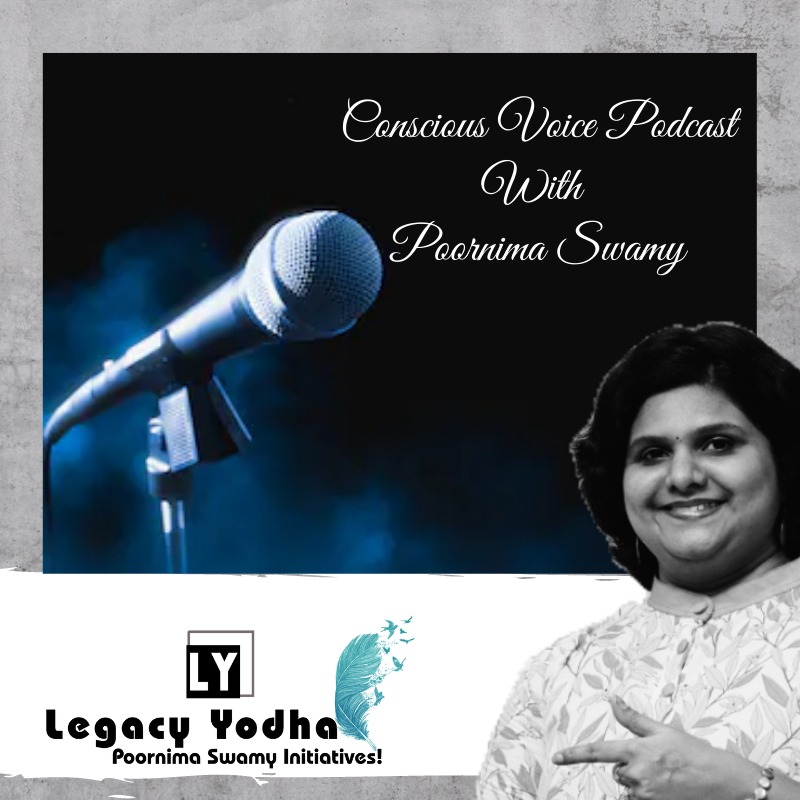 Conscious Voice Podcast
With
Poornima Swamy
LY
Legacy Yodha
Poornima Swamy Initiatives!